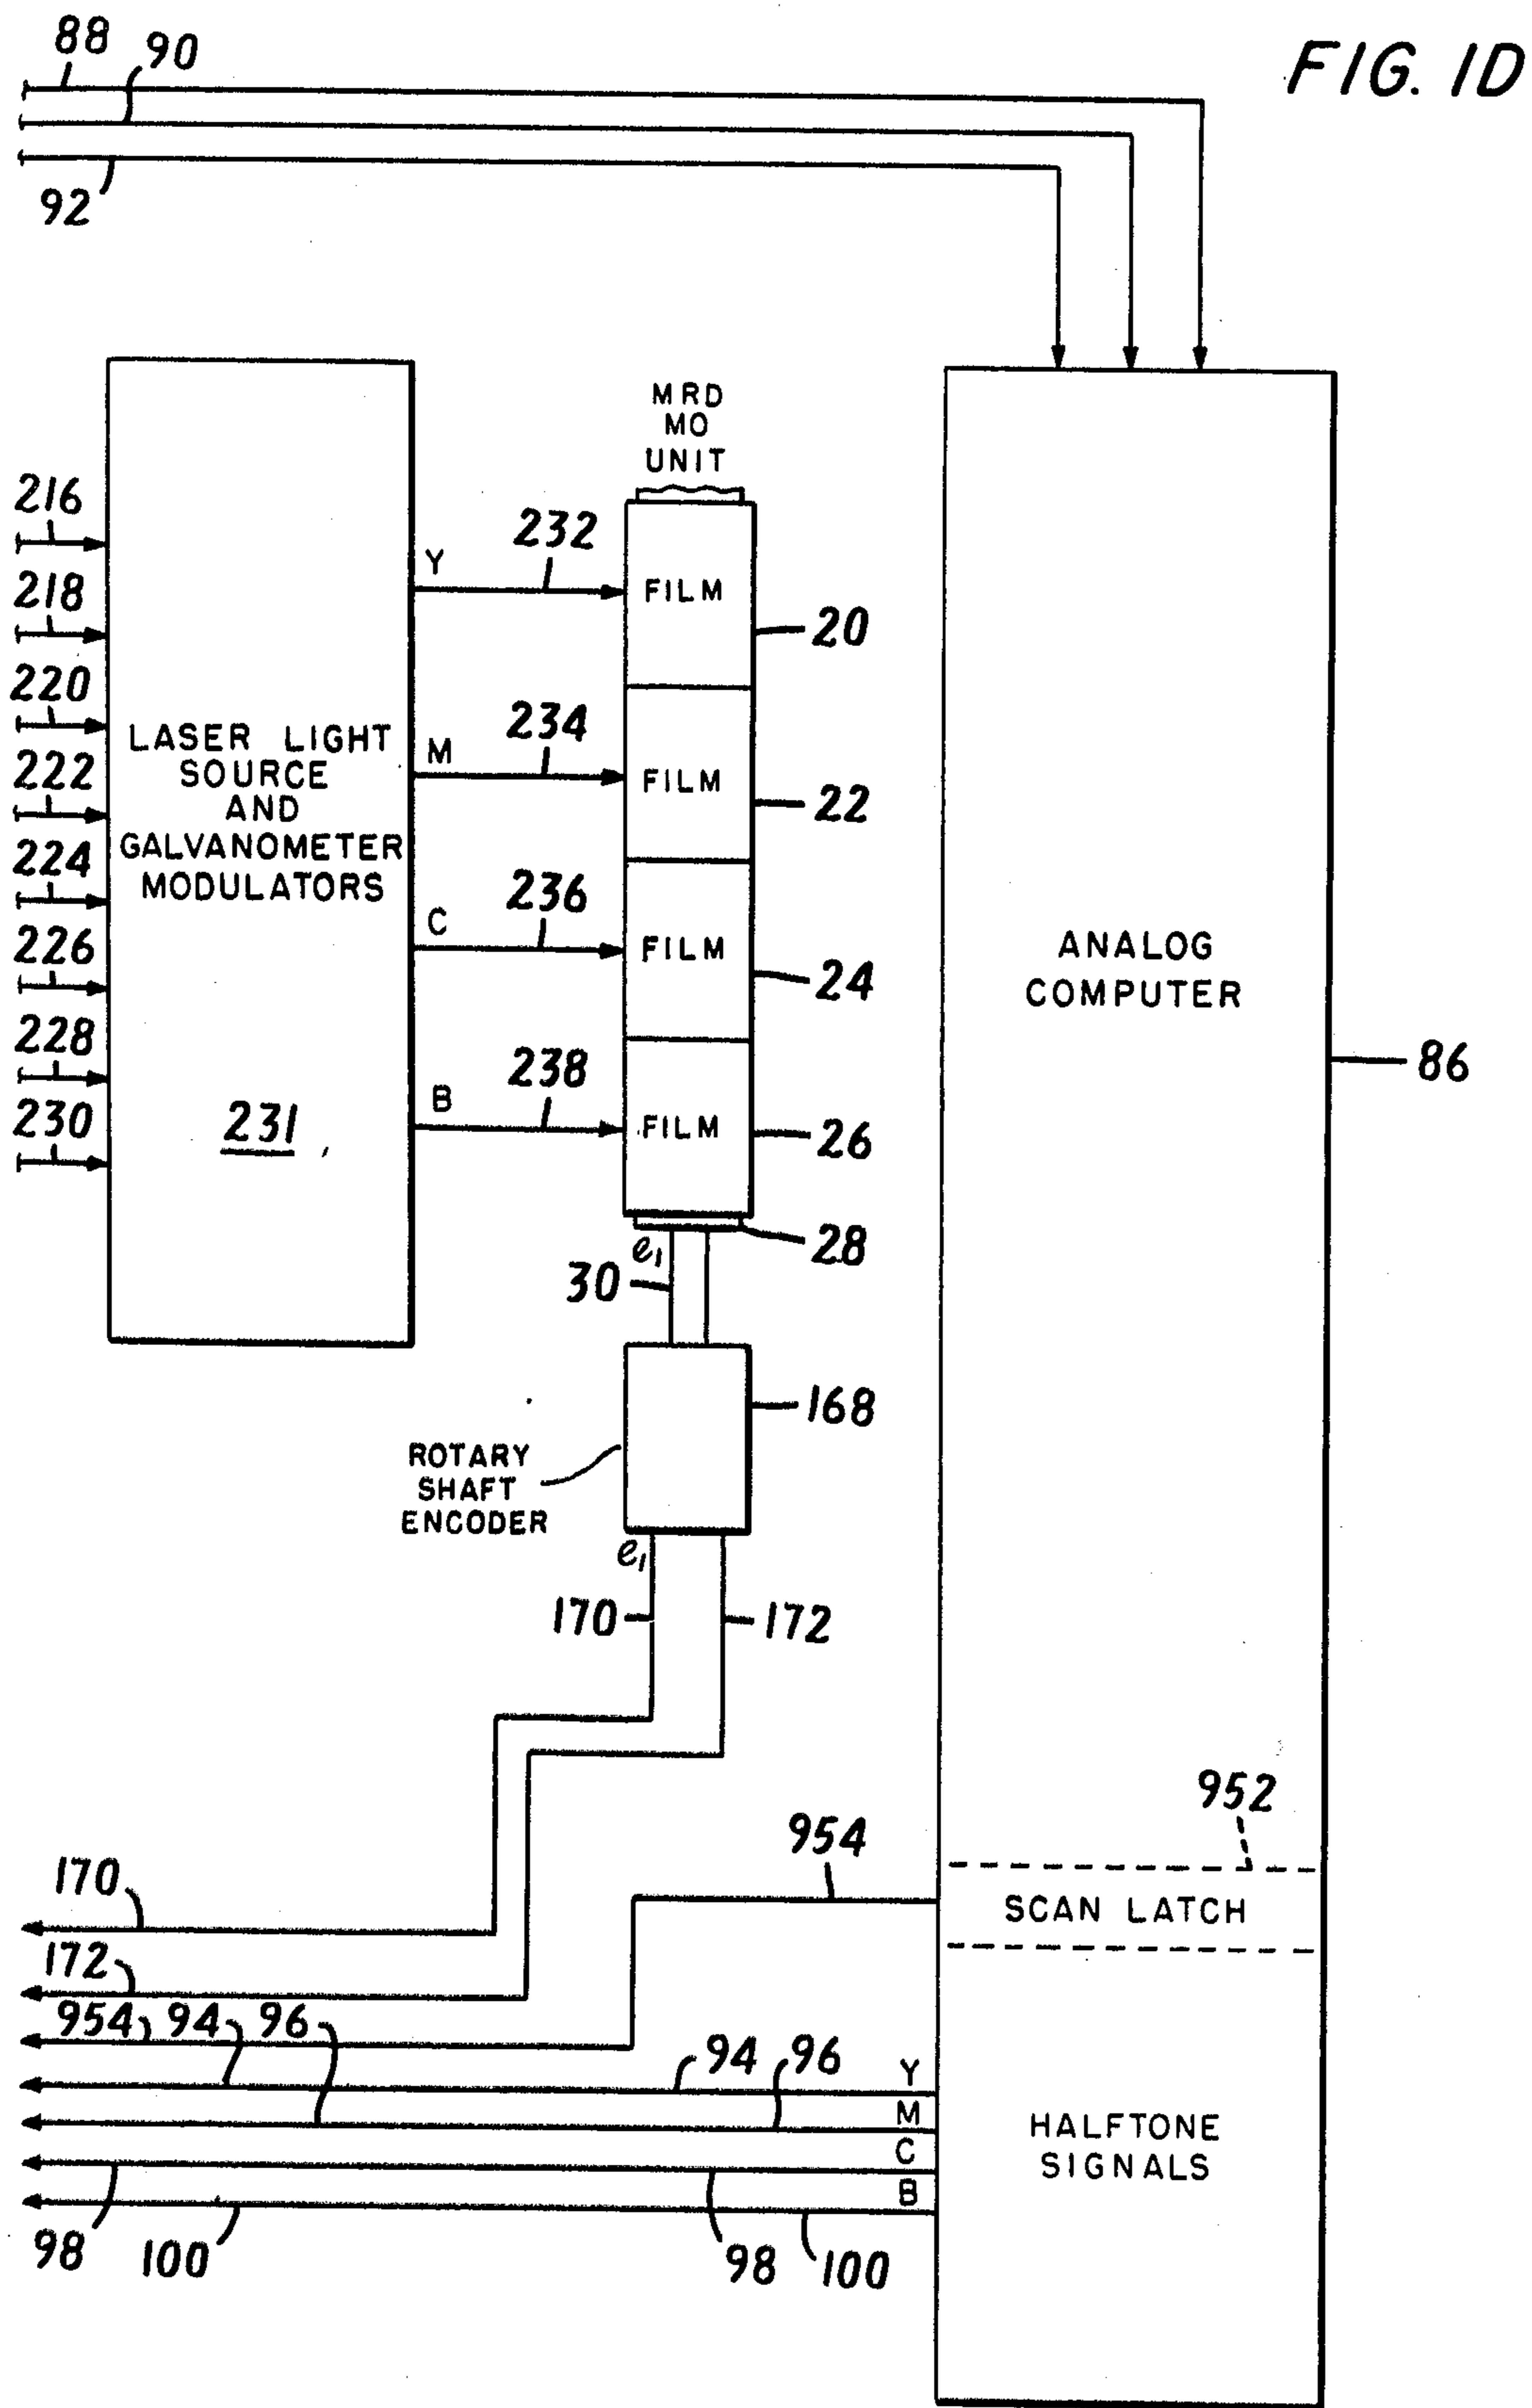 FIG. 1D
88
90
92
MRD
MO
UNIT
216
218
220
222
224
226
228
230
LASER LIGHT
SOURCE
AND
GALVANOMETER
MODULATORS
231
Y
232
FILM
20
M
234
FILM
22
C
236
FILM
24
B
238
FILM
26
28
e1
30
ANALOG
COMPUTER
86
168
ROTARY
SHAFT
ENCODER
e1
170
172
952
954
SCAN LATCH
170
172
954 94 96
94 96
Y
M
C
B
HALFTONE
SIGNALS
98 100
98 100